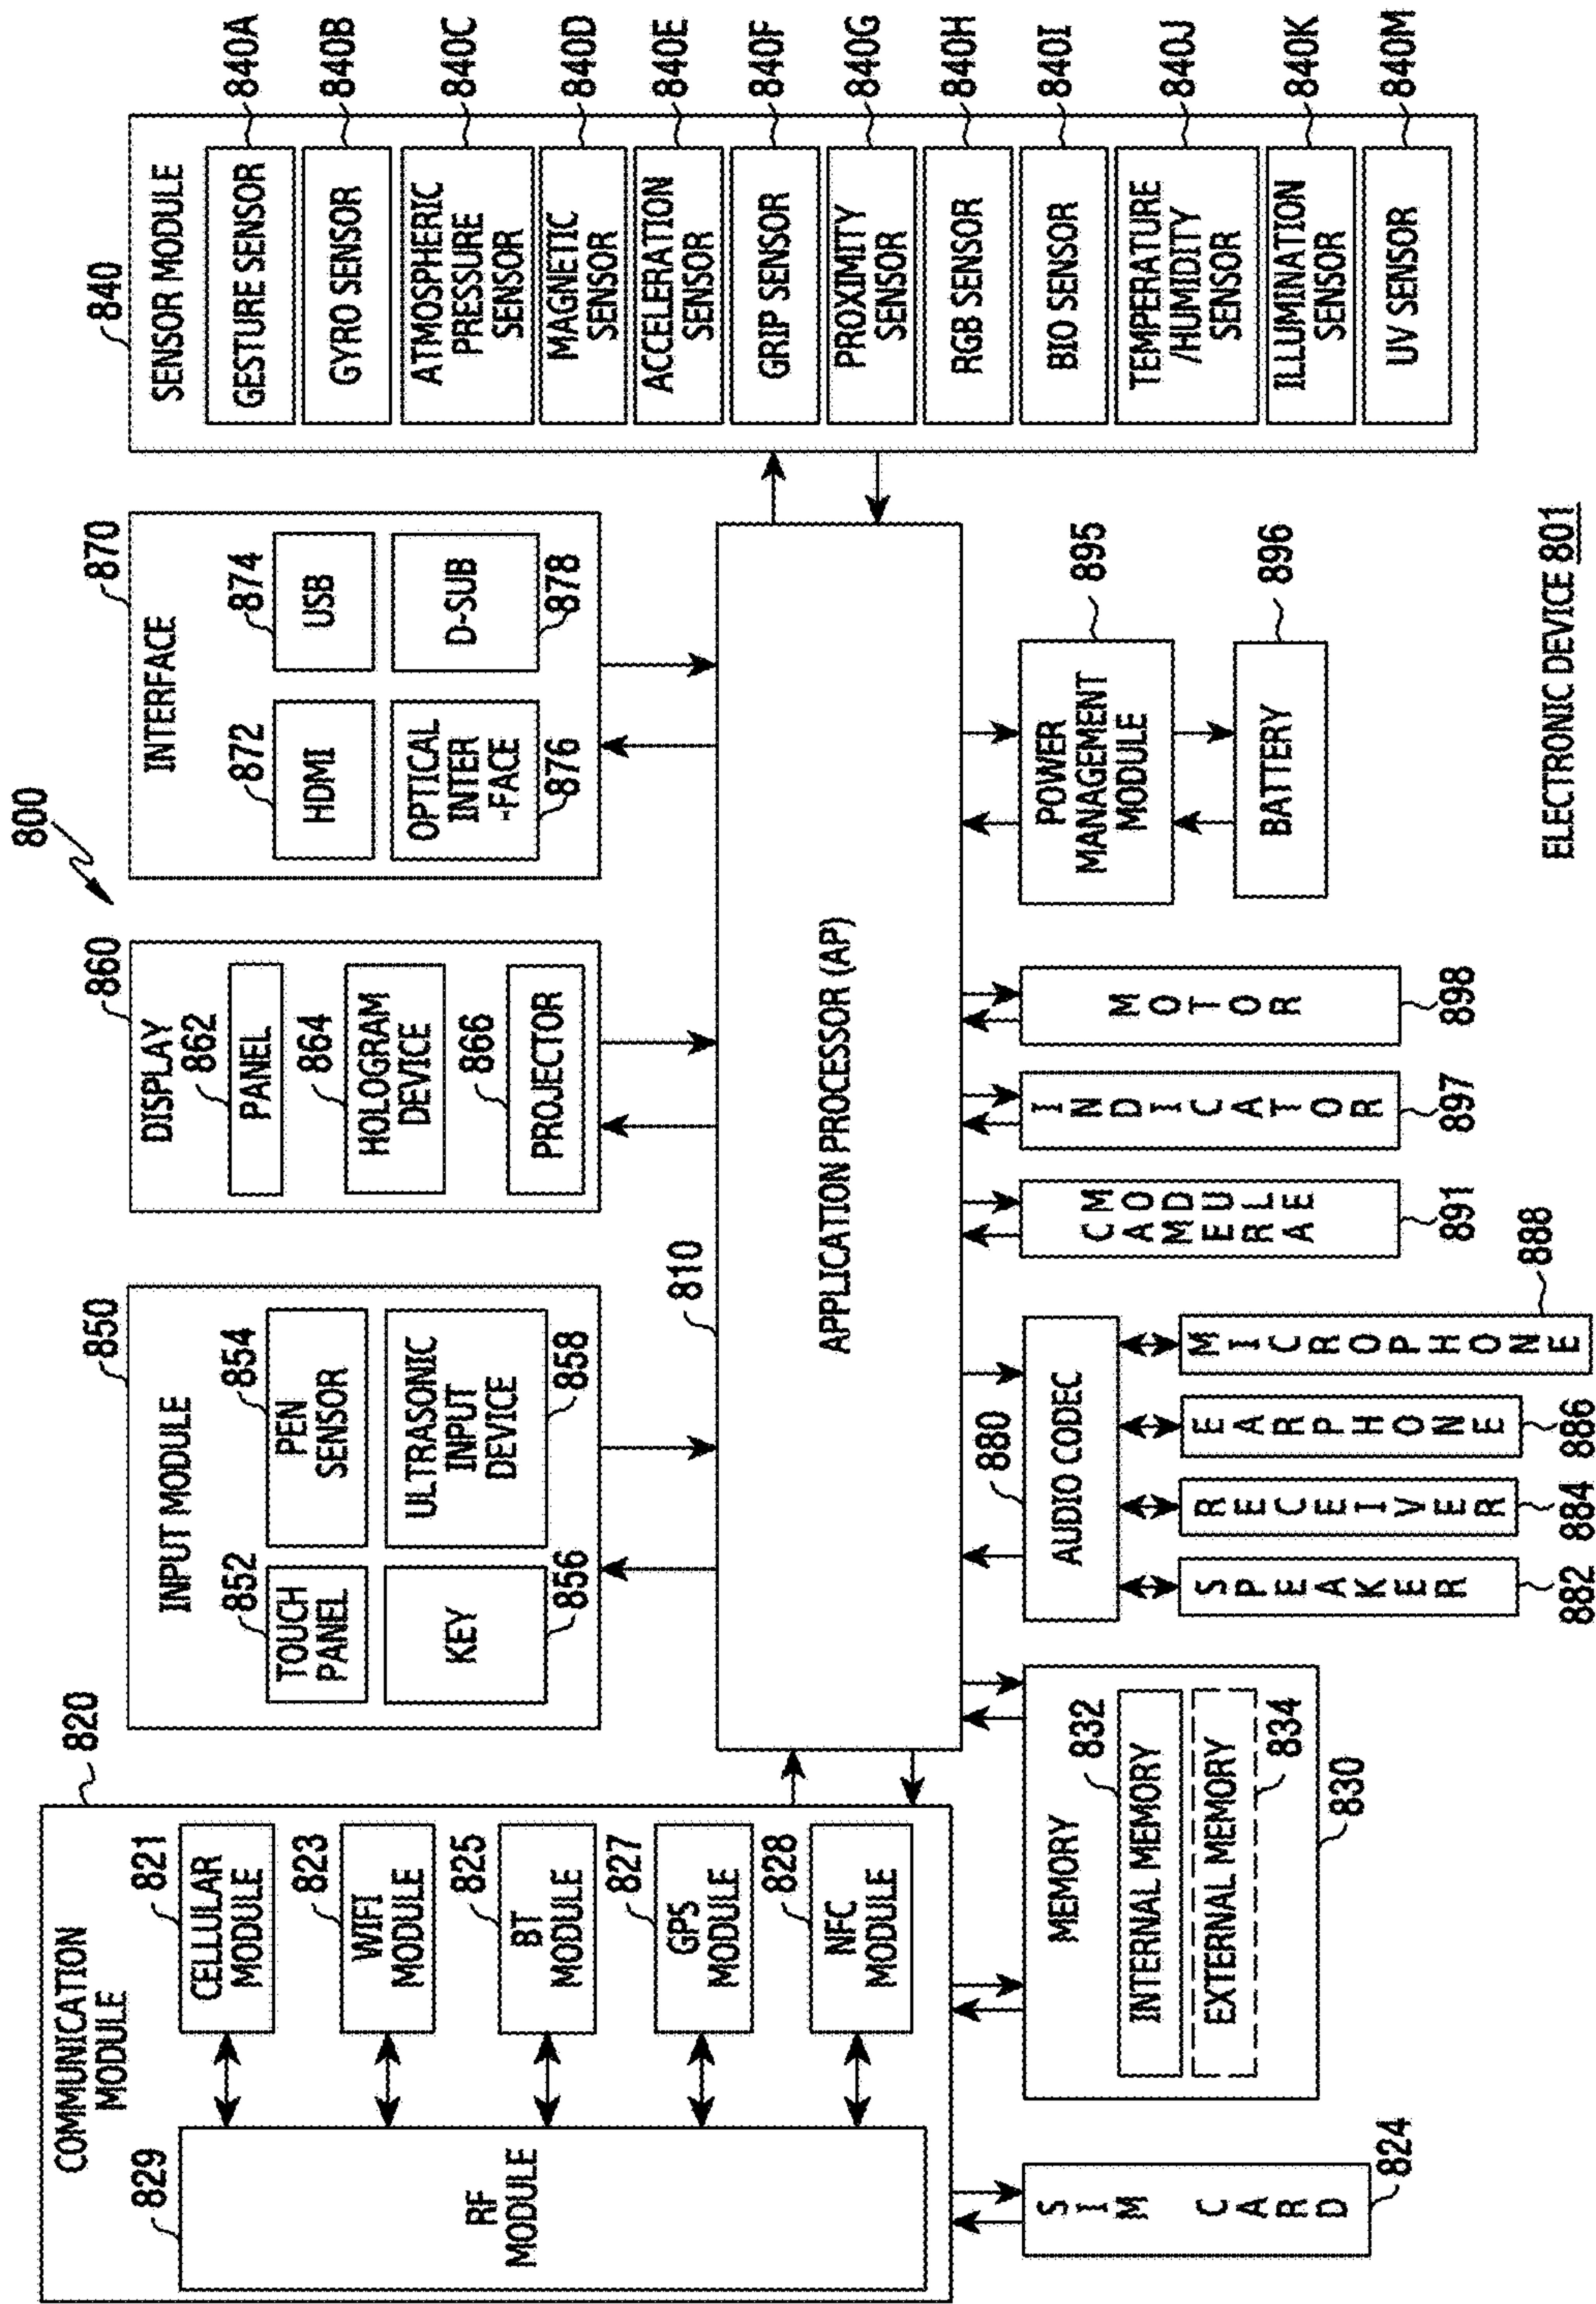 800
COMMUNICATION
MODULE
820
829
RF
MODULE
821
CELLULAR
MODULE
823
WIFI
MODULE
825
BT
MODULE
827
GPS
MODULE
828
NFC
MODULE
850
INPUT MODULE
852
TOUCH
PANEL
854
PEN
SENSOR
KEY
856
ULTRASONIC
INPUT
DEVICE
858
860
DISPLAY
862
PANEL
864
HOLOGRAM
DEVICE
866
PROJECTOR
870
INTERFACE
872
HDMI
874
USB
OPTICAL
INTER
-FACE
876
D-SUB
878
840
SENSOR MODULE
GESTURE SENSOR
840A
GYRO SENSOR
840B
ATMOSPHERIC
PRESSURE
SENSOR
840C
MAGNETIC
SENSOR
840D
ACCELERATION
SENSOR
840E
GRIP SENSOR
840F
PROXIMITY
SENSOR
840G
RGB SENSOR
840H
BIO SENSOR
840I
TEMPERATURE
/HUMIDITY
SENSOR
840J
ILLUMINATION
SENSOR
840K
UV SENSOR
840M
810
APPLICATION PROCESSOR (AP)
SIM CARD
824
MEMORY
832
INTERNAL MEMORY
EXTERNAL MEMORY
834
830
880
AUDIO CODEC
SPEAKER
882
RECEIVER
884
EARPHONE
886
MICROPHONE
888
CAMERA
MODULE
891
INDICATOR
897
MOTOR
898
POWER
MANAGEMENT
MODULE
895
BATTERY
896
ELECTRONIC DEVICE 801